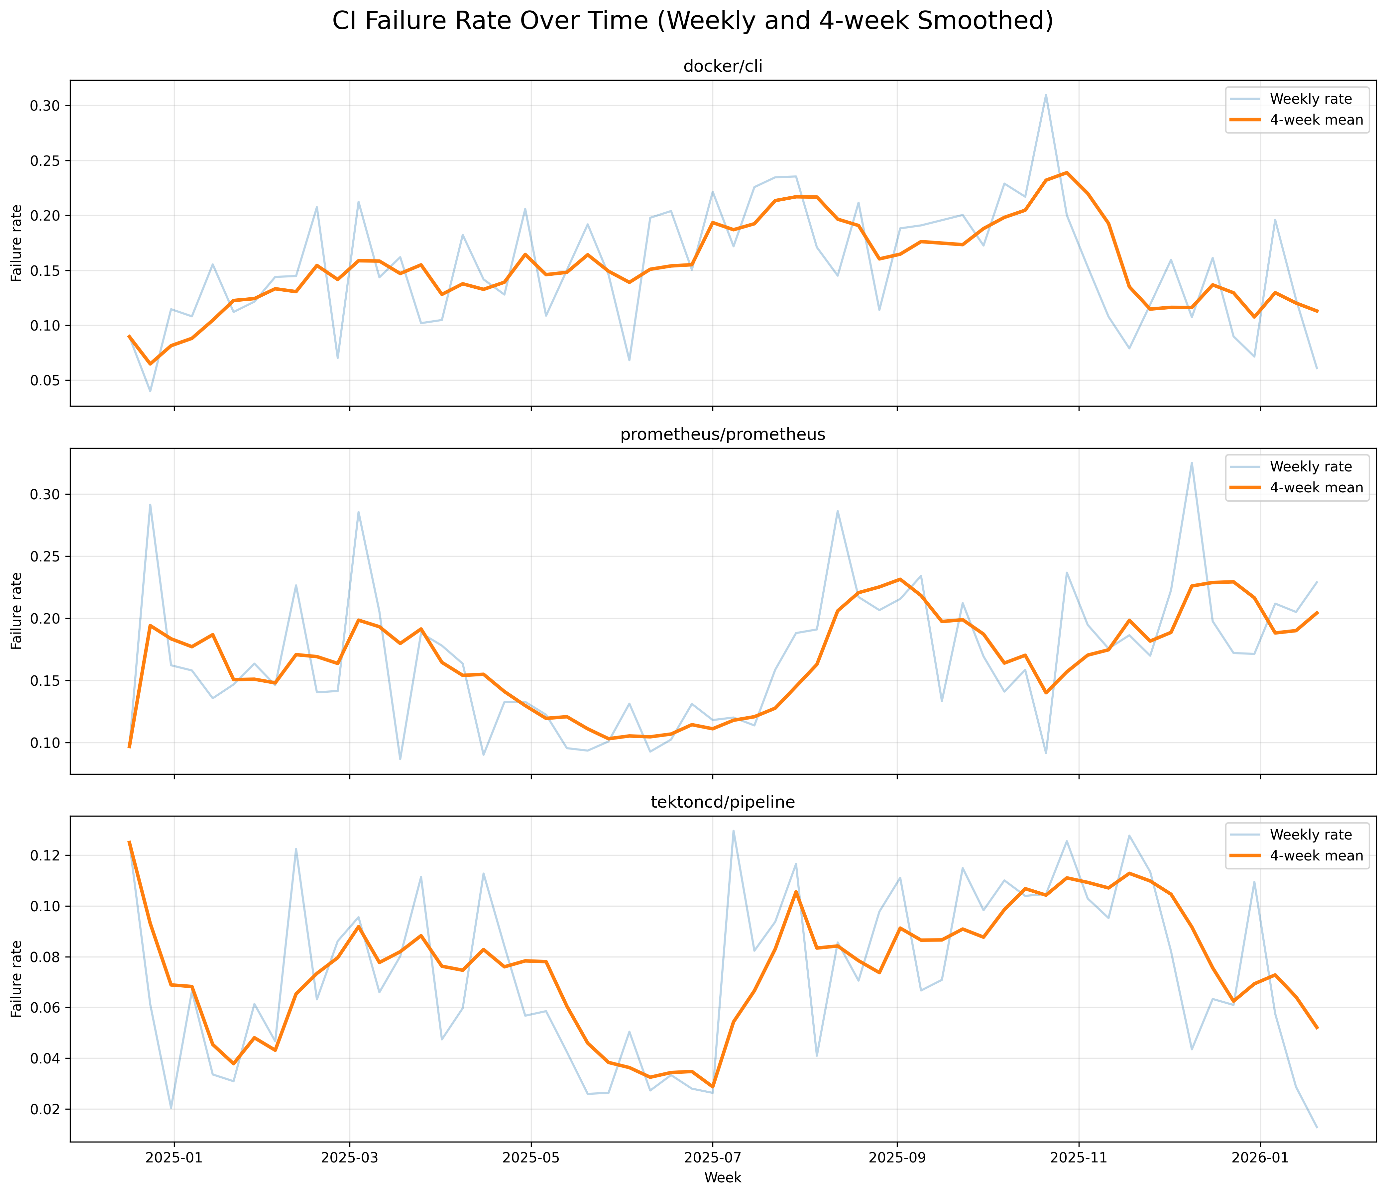 CI Failure Rate Over Time (Weekly and 4-week Smoothed)
docker/cli
Weekly rate
4-week mean
0.30
0.25
0.20
0.15
0.10
0.05
Failure rate
prometheus/prometheus
Weekly rate
4-week mean
0.30
0.25
0.20
0.15
0.10
Failure rate
tektoncd/pipeline
Weekly rate
4-week mean
0.12
0.10
0.08
0.06
0.04
0.02
Failure rate
2025-01 2025-03 2025-05 2025-07 2025-09 2025-11 2026-01
Week